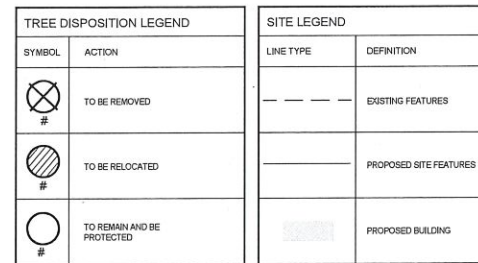 TREE DISPOSITION LEGEND
SYMBOL ACTION
# TO BE REMOVED
# TO BE RELOCATED
# TO REMAIN AND BE
PROTECTED
SITE LEGEND
LINE TYPE DEFINITION
EXISTING FEATURES
PROPOSED SITE FEATURES
PROPOSED BUILDING